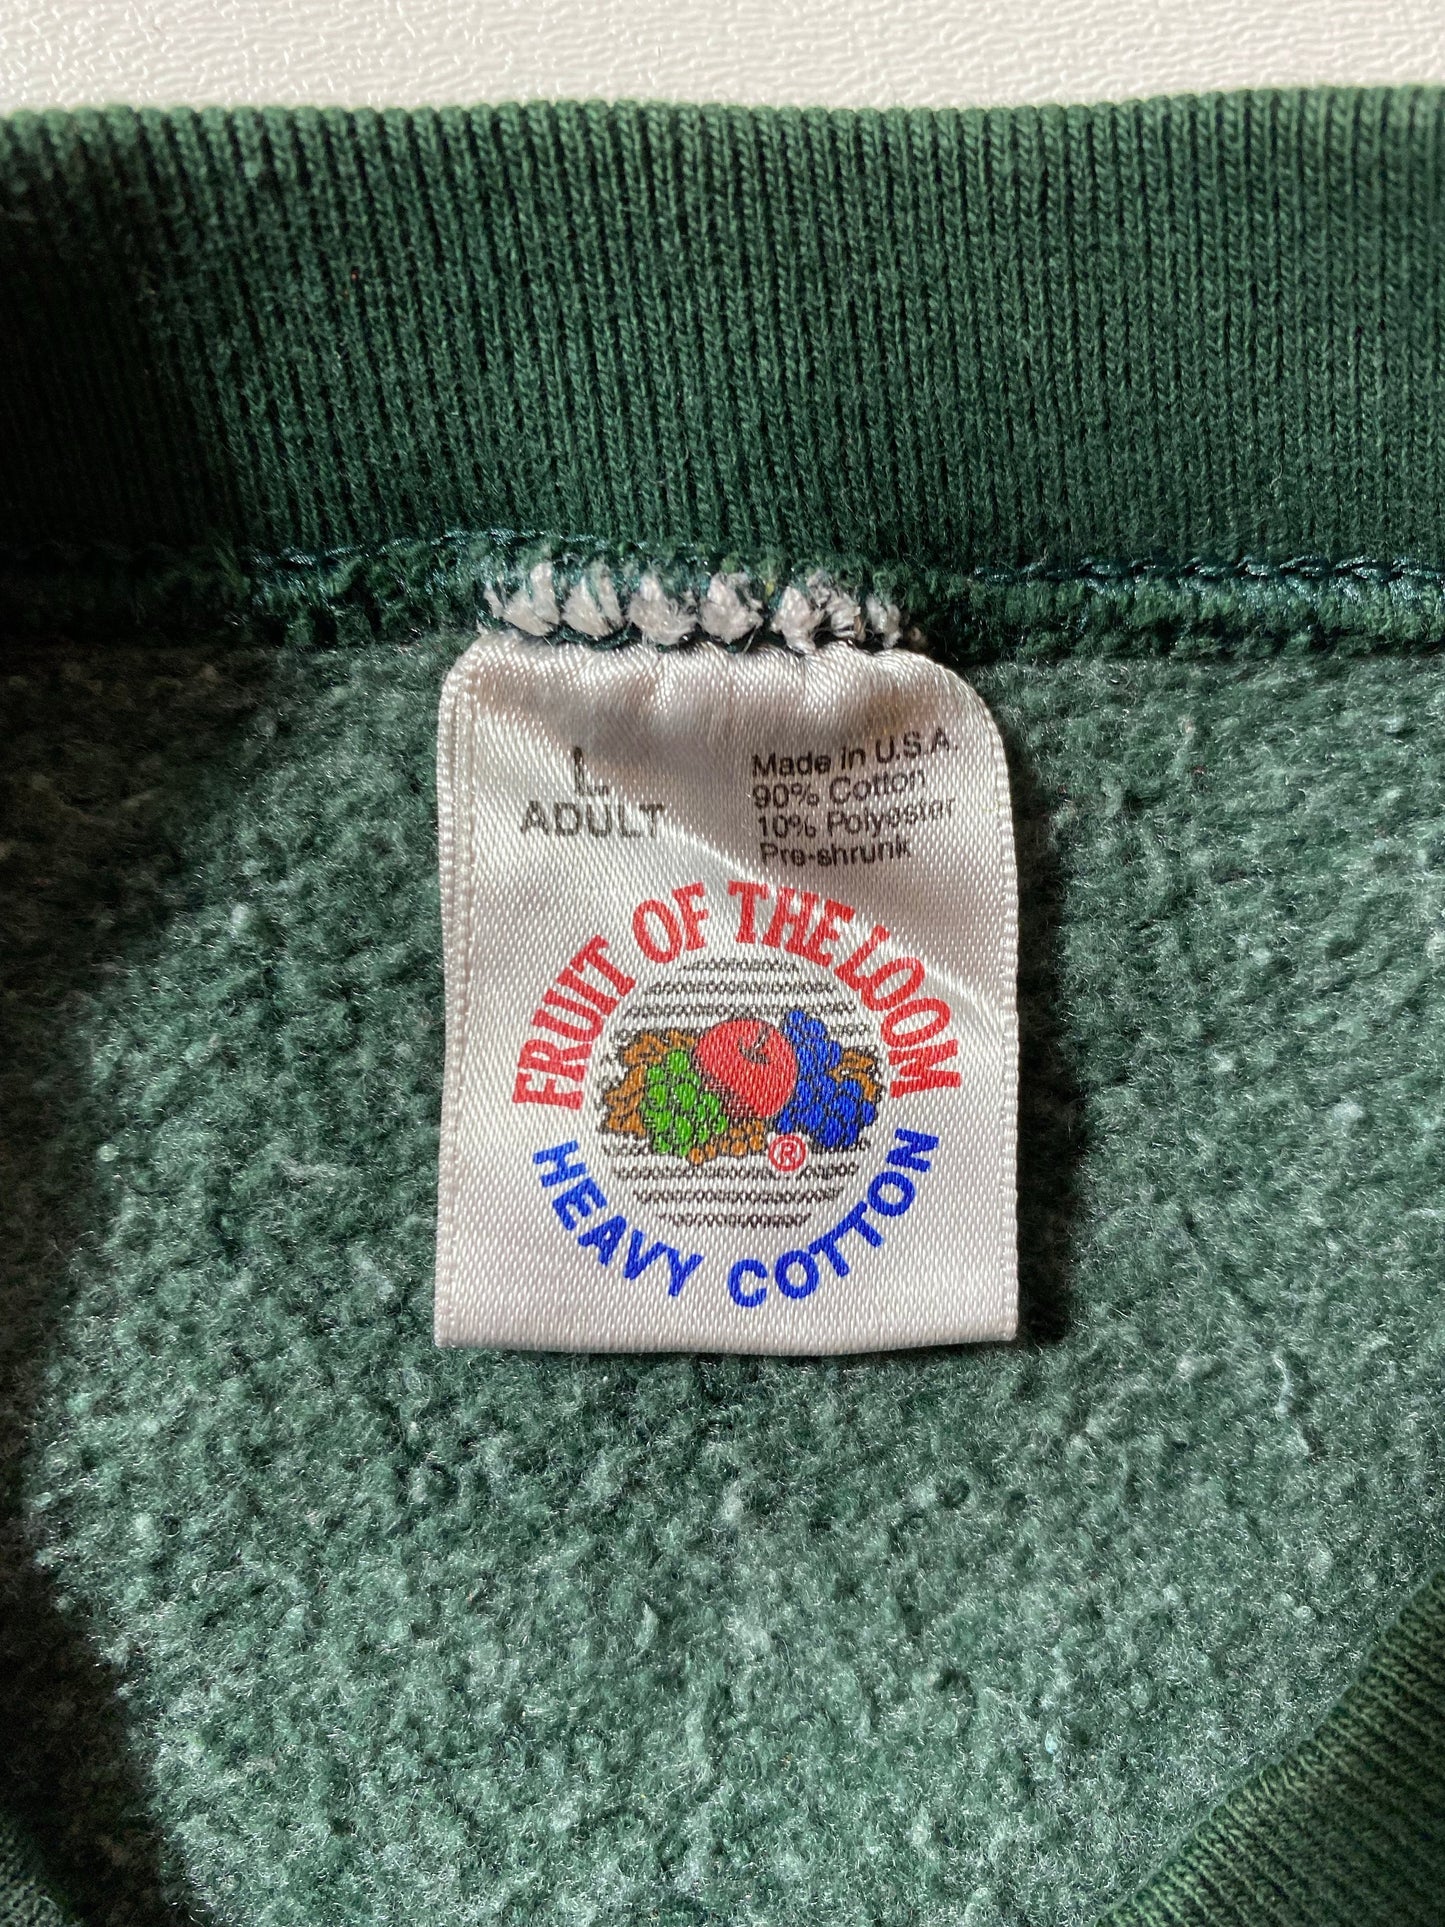 L
ADULT
Made in U.S.A.
90% Cotton
10% Polyester
Pre-shrunk
FRUIT OF THE LOOM
®
HEAVY COTTON